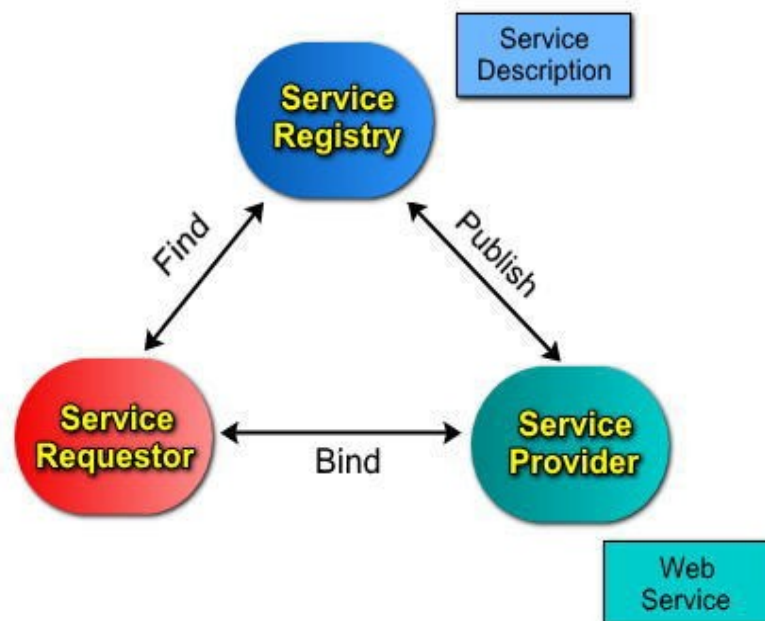 Service
Description
Service
Registry
Find
Publish
Service
Requestor
Bind
Service
Provider
Web
Service